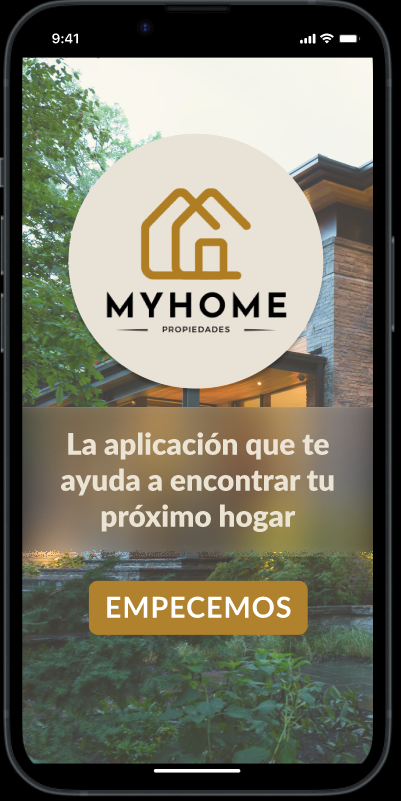 9:41
MYHOME
PROPIEDADES
La aplicación que te
ayuda a encontrar tu
próximo hogar
EMPECEMOS